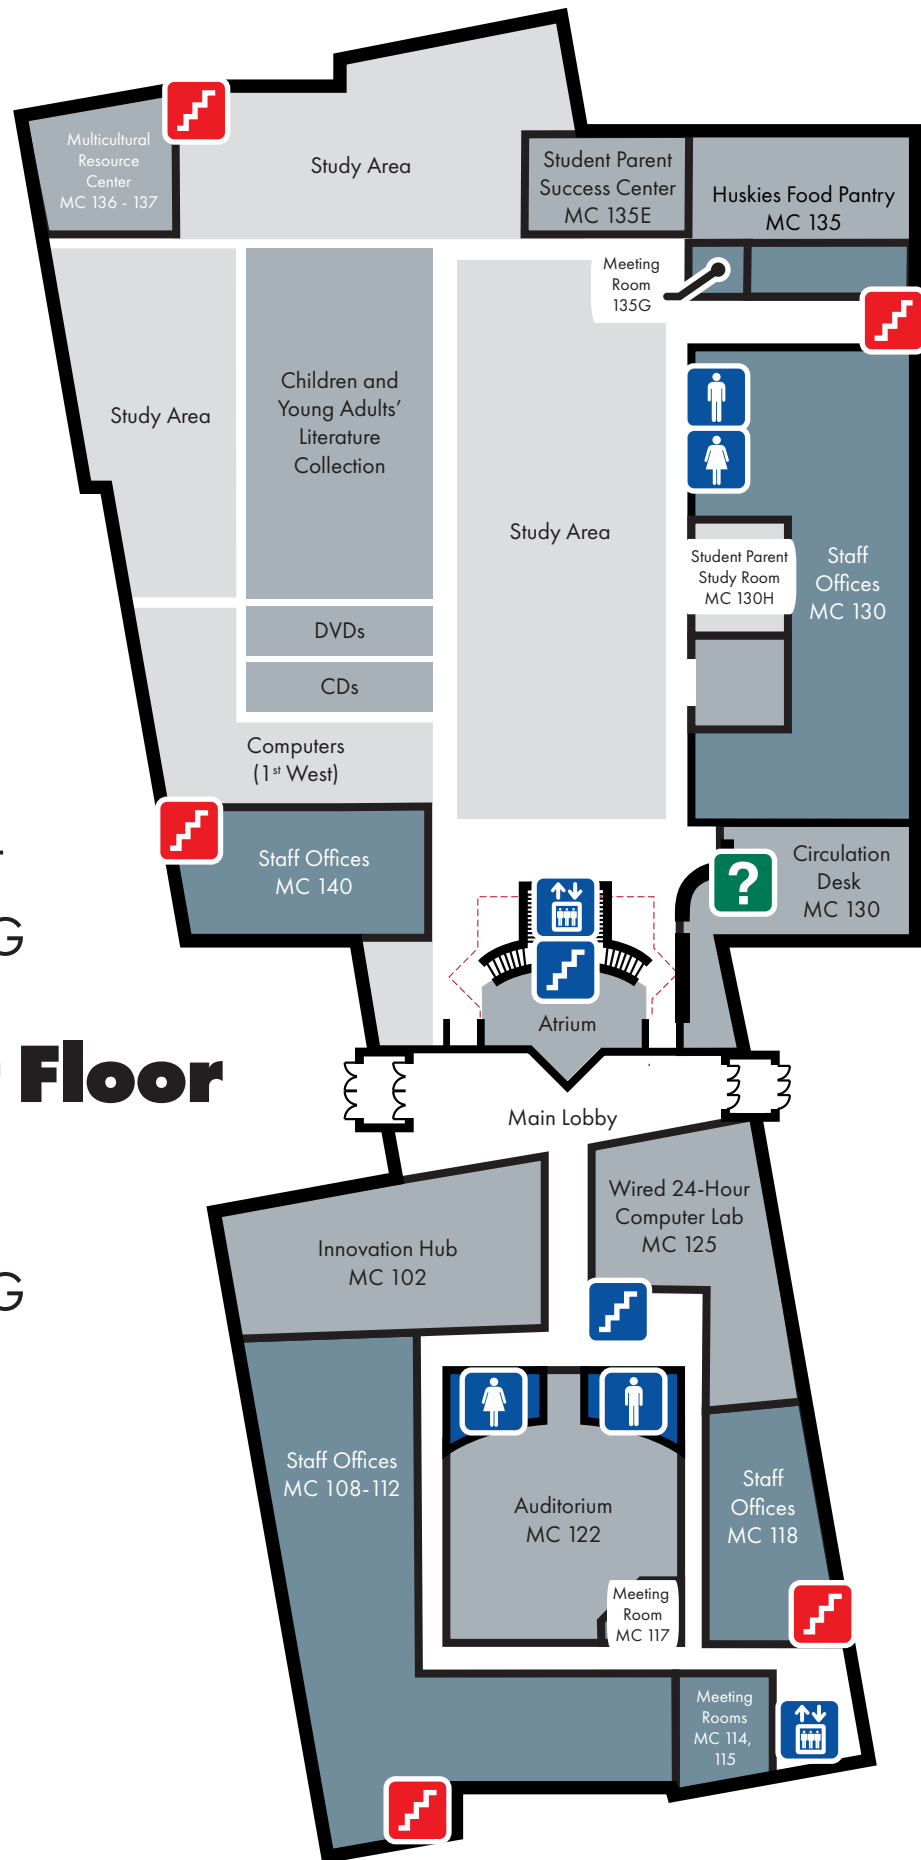 Multicultural
Resource
Center
MC 136 - 137
Study Area
Student Parent
Success Center
MC 135E
Huskies Food Pantry
MC 135
Meeting
Room
135G
Study Area
Children and
Young Adults’
Literature
Collection
Study Area
Student Parent
Study Room
MC 130H
Staff
Offices
MC 130
DVDs
CDs
Computers
(1st West)
Staff Offices
MC 140
Circulation
Desk
MC 130
?
G
Atrium
Floor
Main Lobby
Wired 24-Hour
Computer Lab
MC 125
Innovation Hub
MC 102
G
Staff Offices
MC 108-112
Auditorium
MC 122
Staff
Offices
MC 118
Meeting
Room
MC 117
Meeting
Rooms
MC 114,
115